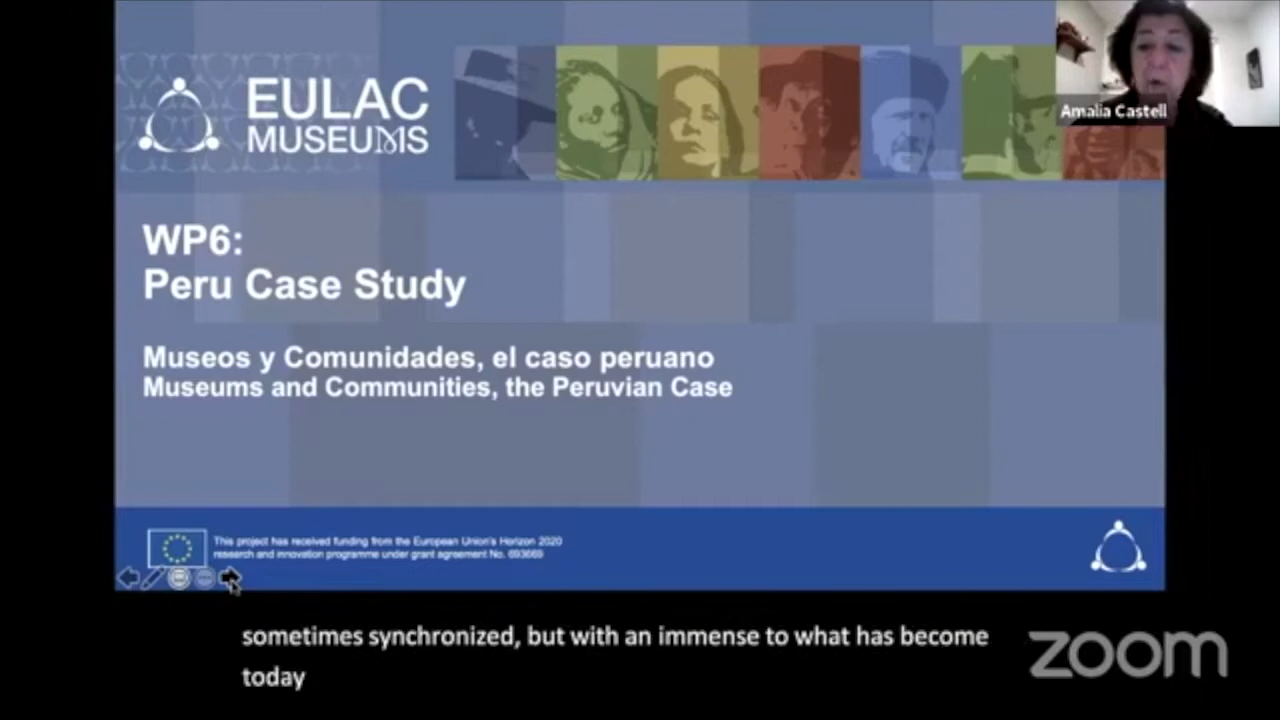 EULAC
MUSEUMS
Amalia Castell
WP6:
Peru Case Study
Museos y Comunidades, el caso peruano
Museums and Communities, the Peruvian Case
This project has received funding from the European Union's Horizon 2020
research and innovation programme under grant agreement No. 693669
sometimes synchronized, but with an immense to what has become
today
zoom